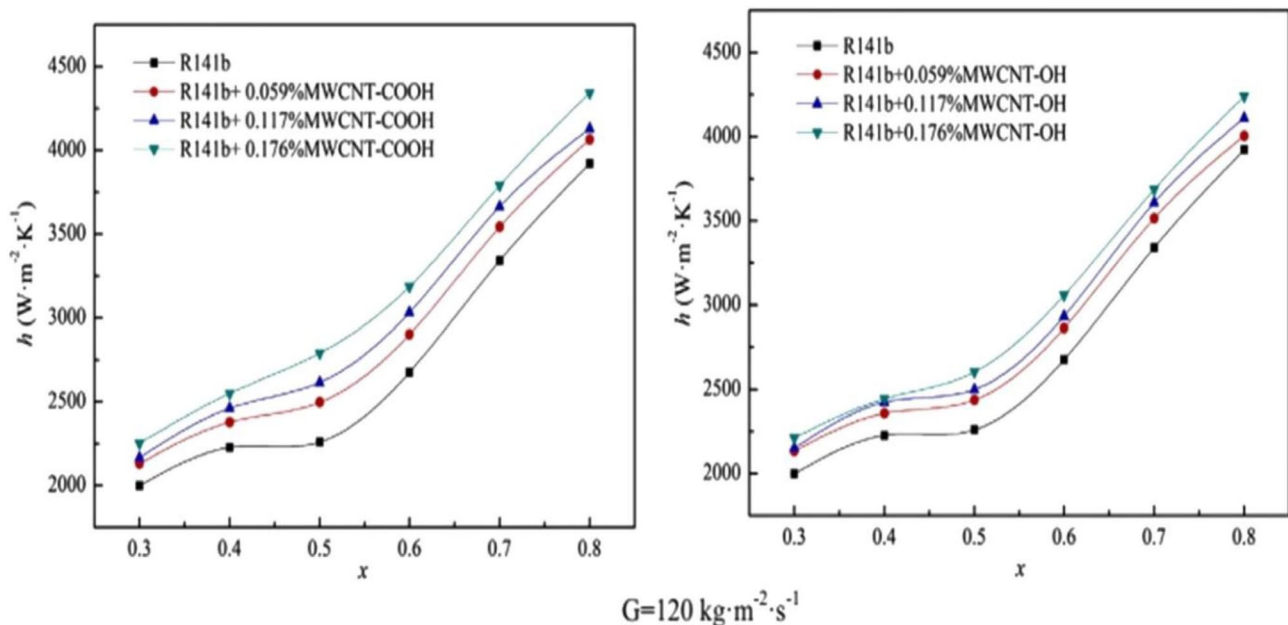 4500
4000
3500
3000
2500
2000
h (W·m⁻²·K⁻¹)
R141b
R141b+ 0.059%MWCNT-COOH
R141b+ 0.117%MWCNT-COOH
R141b+ 0.176%MWCNT-COOH
0.3 0.4 0.5 0.6 0.7 0.8
x
4500
4000
3500
3000
2500
2000
h (W·m⁻²·K⁻¹)
R141b
R141b+0.059%MWCNT-OH
R141b+0.117%MWCNT-OH
R141b+0.176%MWCNT-OH
0.3 0.4 0.5 0.6 0.7 0.8
x
G=120 kg·m⁻²·s⁻¹